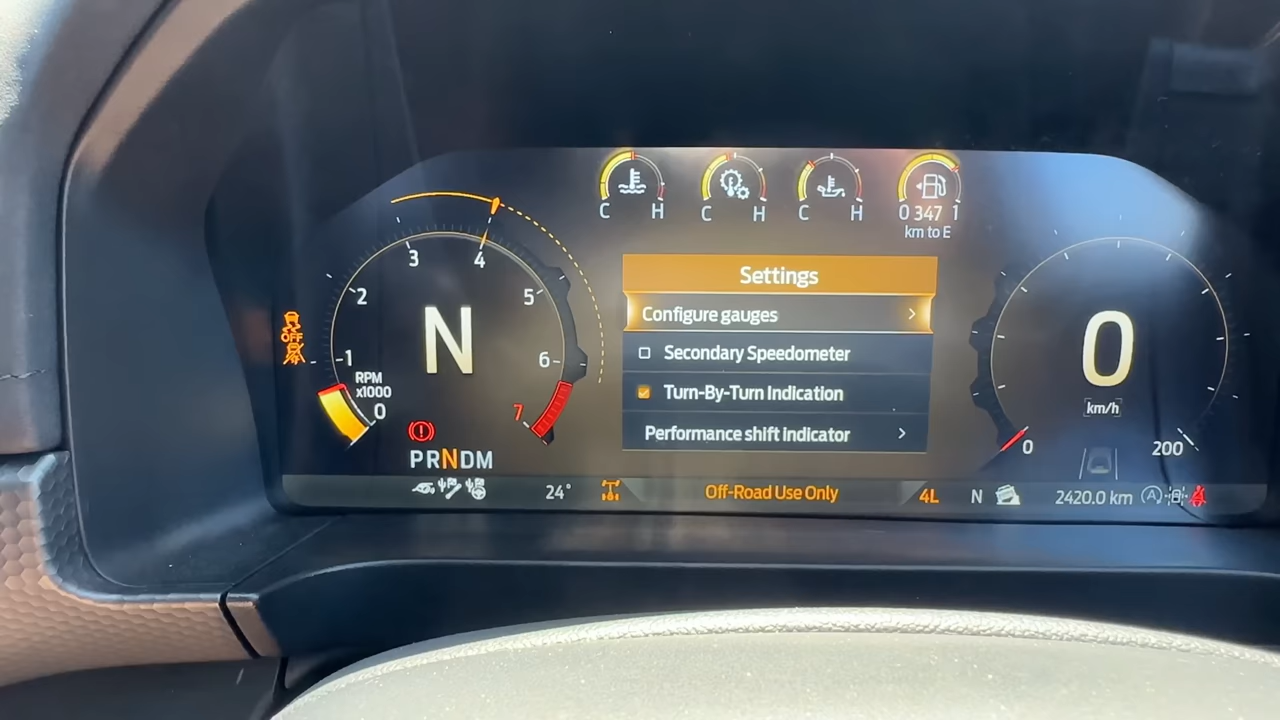 C H
C H
C H
0 347 1
km to E
Settings
Configure gauges
Secondary Speedometer
Turn-By-Turn Indication
Performance shift indicator
0
1
2
3
4
5
6
7
RPM
x1000
N
OFF
PRNDM
0
km/h
0
200
24°
Off-Road Use Only
4L
N
2420.0 km
A